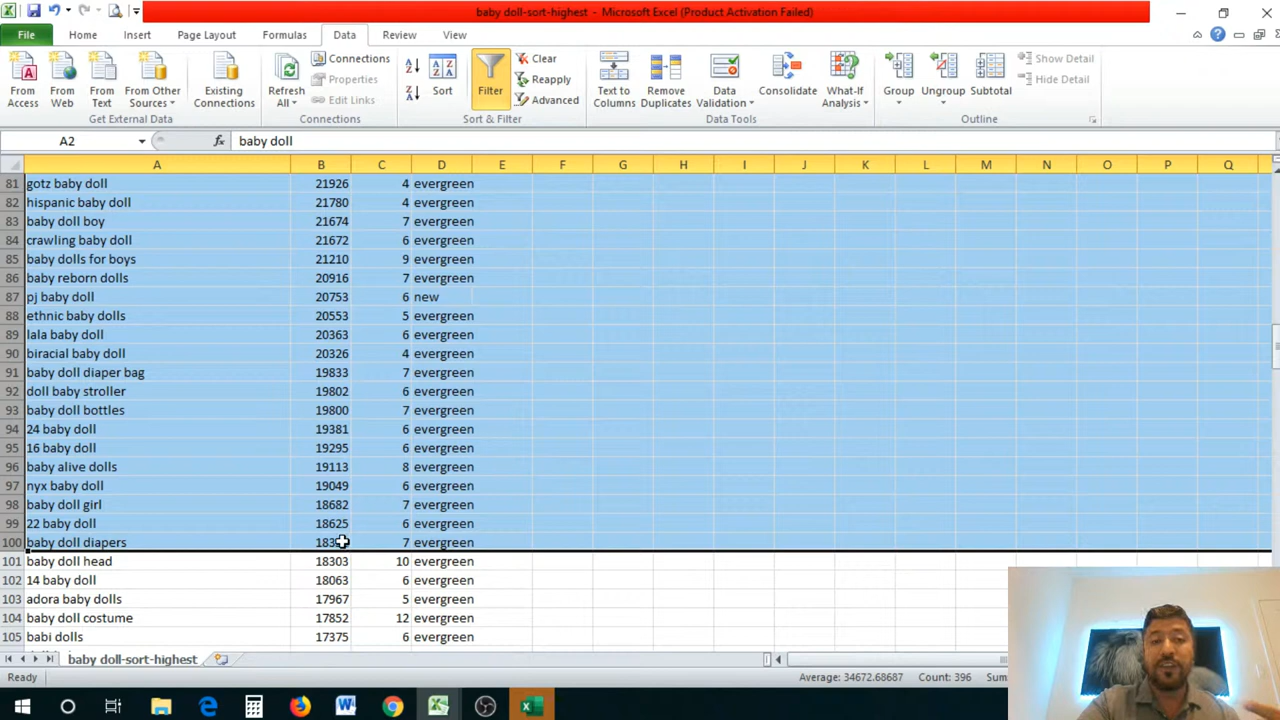 baby doll-sort-highest - Microsoft Excel (Product Activation Failed)
File Home Insert Page Layout Formulas Data Review View
From Access
From Web
From Text
From Other Sources
Existing Connections
Get External Data
Refresh All
Connections
Properties
Edit Links
Connections
Sort
Filter
Clear
Reapply
Advanced
Sort & Filter
Text to Columns
Remove Duplicates
Data Validation
Consolidate
What-If Analysis
Data Tools
Group
Ungroup
Subtotal
Show Detail
Hide Detail
Outline
A2 fx baby doll
A B C D E F G H I J K L M N O P Q
81 gotz baby doll 21926 4 evergreen
82 hispanic baby doll 21780 4 evergreen
83 baby doll boy 21674 7 evergreen
84 crawling baby doll 21672 6 evergreen
85 baby dolls for boys 21210 9 evergreen
86 baby reborn dolls 20916 7 evergreen
87 pj baby doll 20753 6 new
88 ethnic baby dolls 20553 5 evergreen
89 lala baby doll 20363 6 evergreen
90 biracial baby doll 20326 4 evergreen
91 baby doll diaper bag 19833 7 evergreen
92 doll baby stroller 19802 6 evergreen
93 baby doll bottles 19800 7 evergreen
94 24 baby doll 19381 6 evergreen
95 16 baby doll 19295 6 evergreen
96 baby alive dolls 19113 8 evergreen
97 nyx baby doll 19049 6 evergreen
98 baby doll girl 18682 7 evergreen
99 22 baby doll 18625 6 evergreen
100 baby doll diapers 7 evergreen
101 baby doll head 18303 10 evergreen
102 14 baby doll 18063 6 evergreen
103 adora baby dolls 17967 5 evergreen
104 baby doll costume 17852 12 evergreen
105 babi dolls 17375 6 evergreen
baby doll-sort-highest
Ready Average: 34672.68687 Count: 396